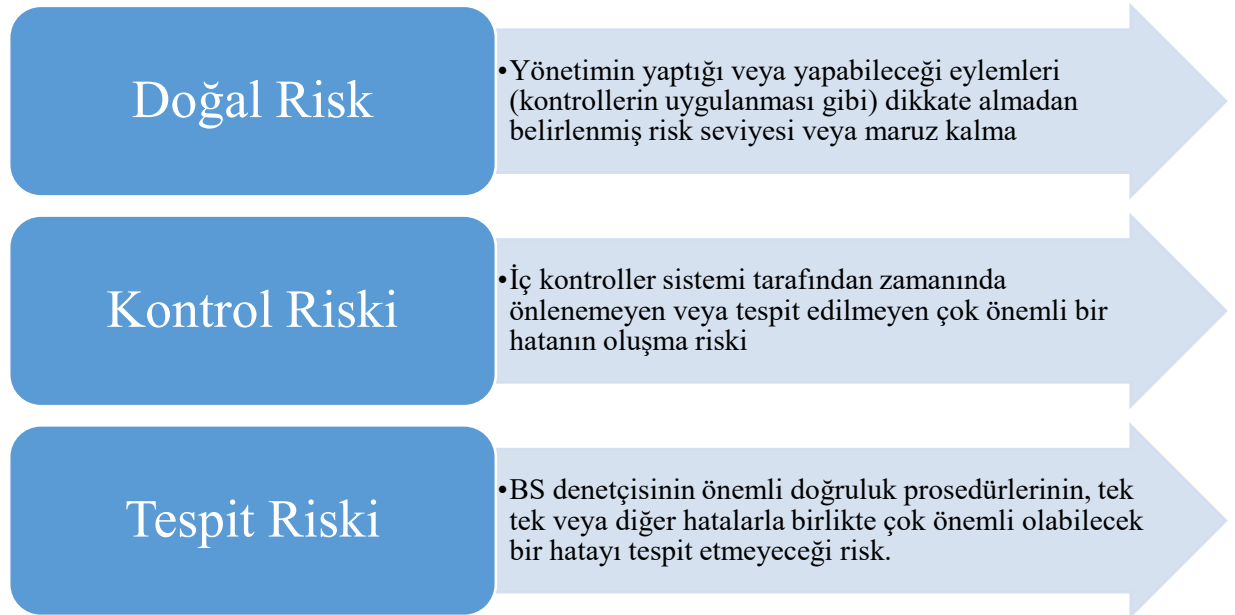 Doğal Risk
•Yönetimin yaptığı veya yapabileceği eylemleri
(kontrollerin uygulanması gibi) dikkate almadan
belirlenmiş risk seviyesi veya maruz kalma
Kontrol Riski
•İç kontroller sistemi tarafından zamanında
önlenemeyen veya tespit edilmeyen çok önemli bir
hatanın oluşma riski
Tespit Riski
•BS denetçisinin önemli doğruluk prosedürlerinin, tek
tek veya diğer hatalarla birlikte çok önemli olabilecek
bir hatayı tespit etmeyeceği risk.